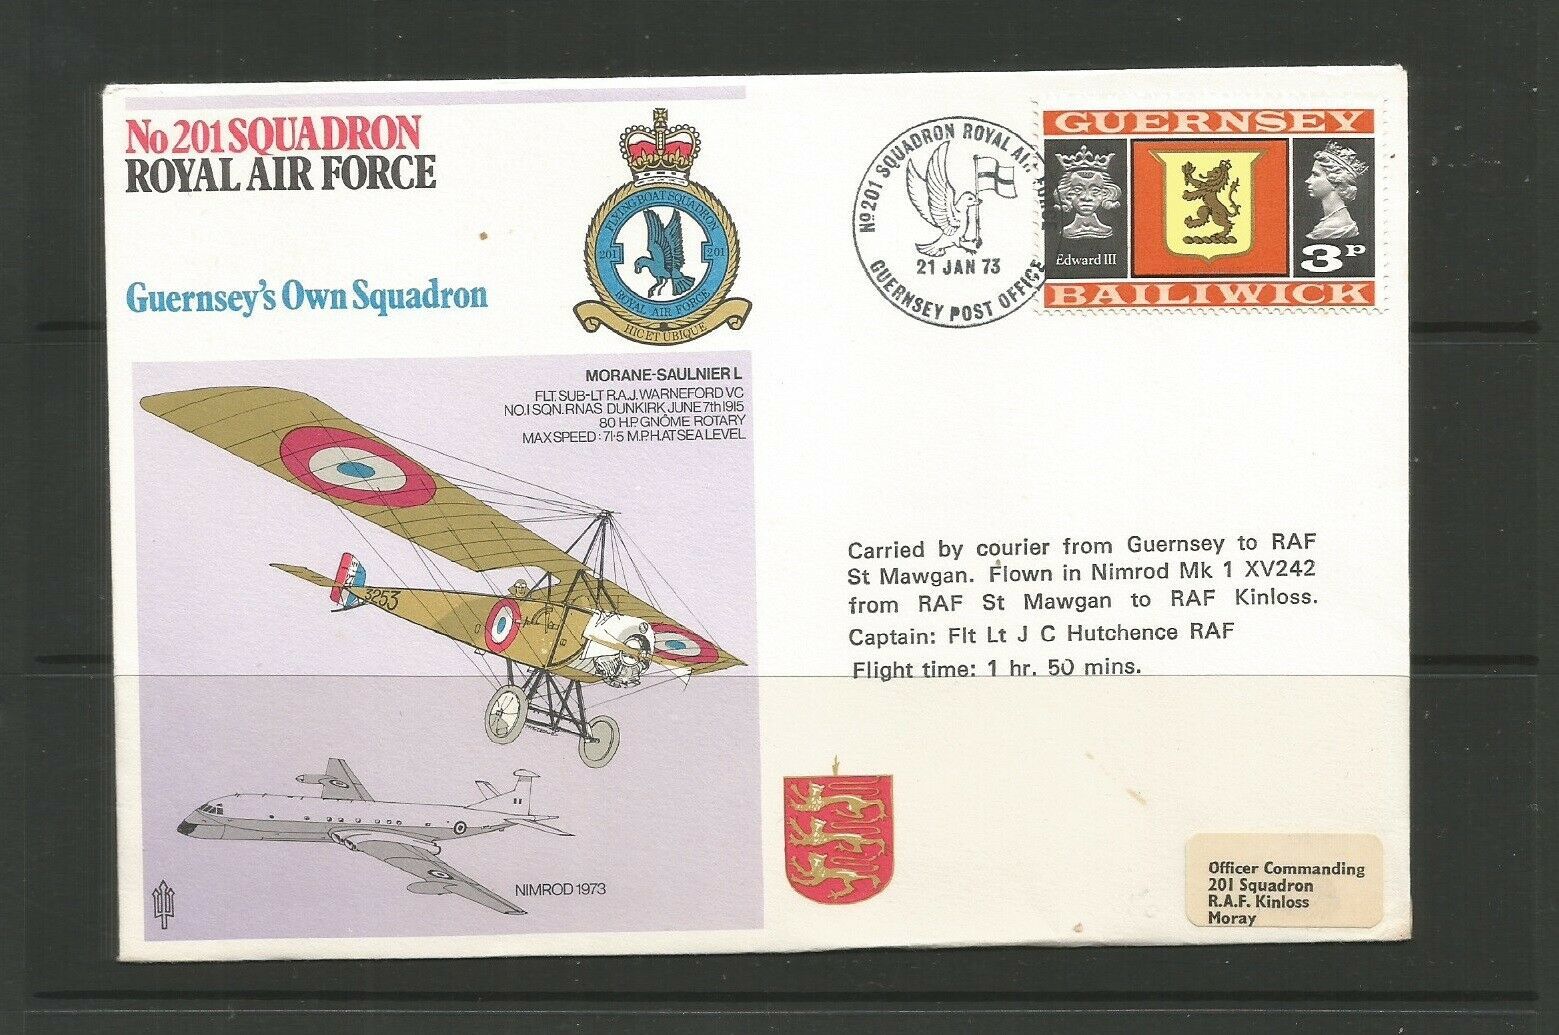 No 201 SQUADRON
ROYAL AIR FORCE
Guernsey's Own Squadron
FLYING BOAT SQUADRON
201 201
ROYAL AIR FORCE
HIC ET UBIQUE
No 201 SQUADRON ROYAL AIR
21 JAN 73
GUERNSEY POST OFFICE
GUERNSEY
Edward III
3P
BAILIWICK
MORANE-SAULNIER L
FLT. SUB-LT R.A.J. WARNEFORD VC
NO.1 SQN. RNAS DUNKIRK JUNE 7th 1915
80 H.P. GNÔME ROTARY
MAX SPEED: 71·5 M.P.H. AT SEA LEVEL
3253
NIMROD 1973
Carried by courier from Guernsey to RAF
St Mawgan. Flown in Nimrod Mk 1 XV242
from RAF St Mawgan to RAF Kinloss.
Captain: Flt Lt J C Hutchence RAF
Flight time: 1 hr. 50 mins.
Officer Commanding
201 Squadron
R.A.F. Kinloss
Moray